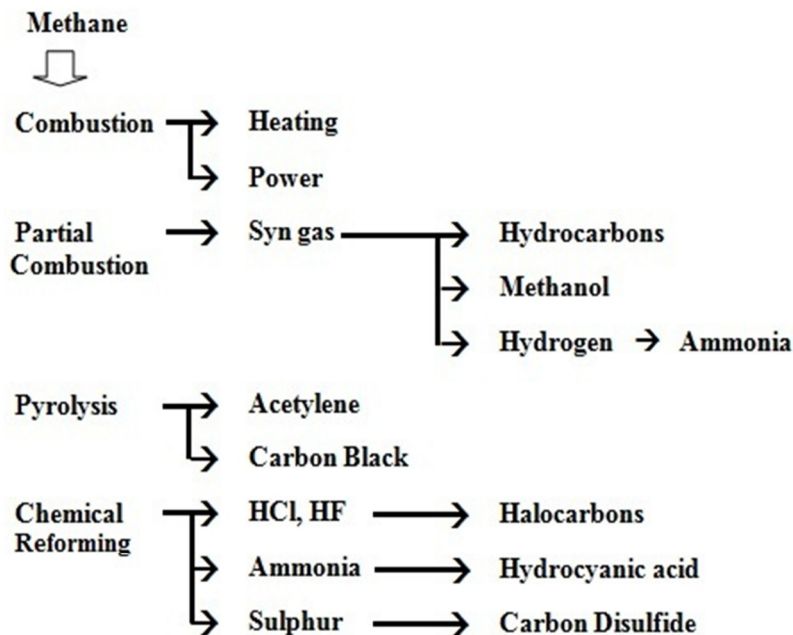 Methane
Combustion Heating
Power
Partial Syn gas Hydrocarbons
Combustion
Methanol
Hydrogen Ammonia
Pyrolysis Acetylene
Carbon Black
Chemical HCl, HF Halocarbons
Reforming
Ammonia Hydrocyanic acid
Sulphur Carbon Disulfide